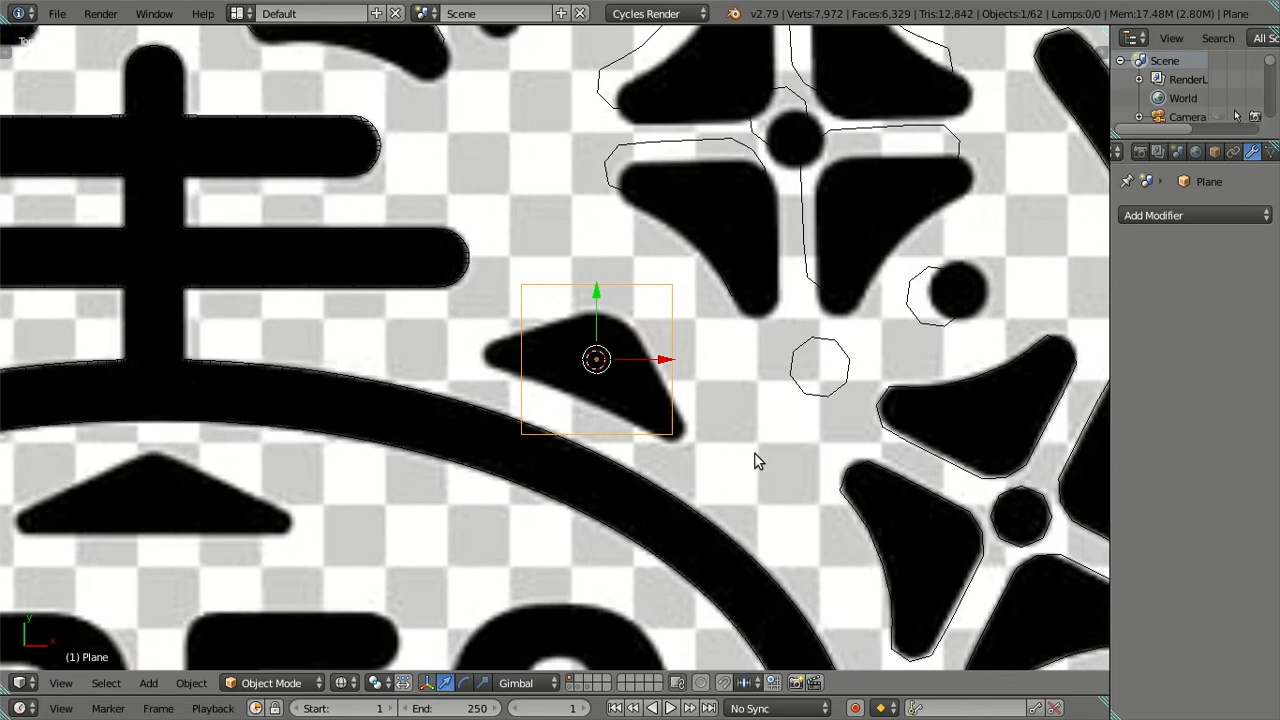 File Render Window Help Default Scene Cycles Render v2.79 | Verts:7,972 | Faces:6,329 | Tris:12,842 | Objects:1/62 | Lamps:0/0 | Mem:17.48M (2.80M) | Plane
View Search All Sc
Scene
RenderL
World
Camera
Plane
Add Modifier
y
x
(1) Plane
View Select Add Object Object Mode Gimbal
View Marker Frame Playback Start: 1 End: 250 1 No Sync